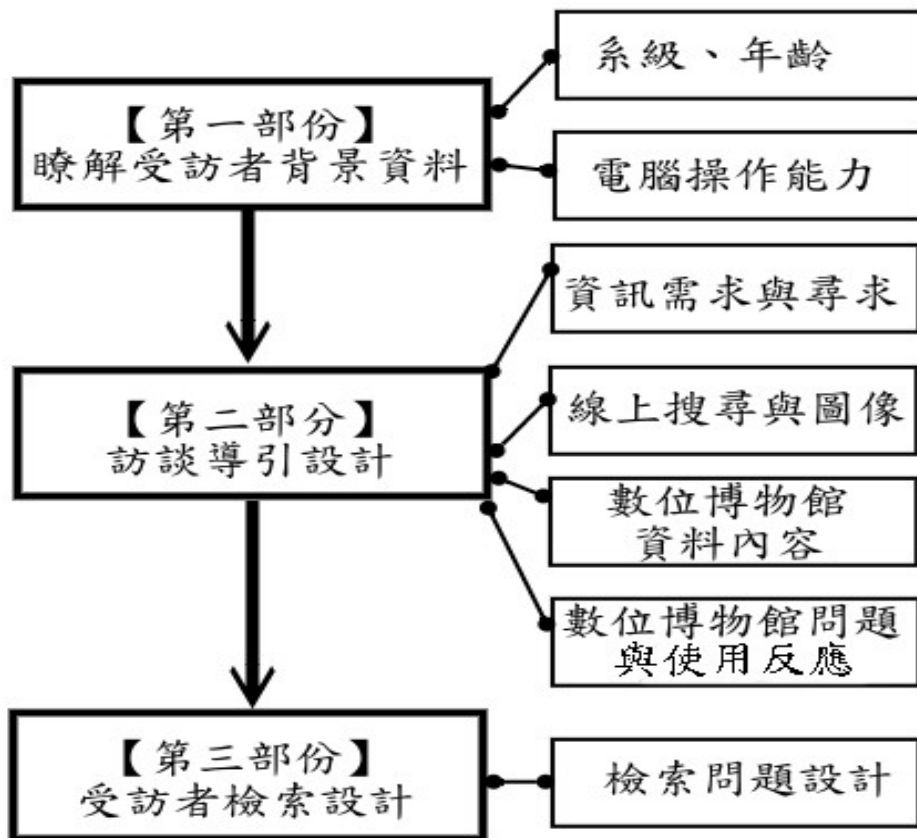 【第一部份】
瞭解受訪者背景資料
系級、年齡
電腦操作能力
【第二部分】
訪談導引設計
資訊需求與尋求
線上搜尋與圖像
數位博物館
資料內容
數位博物館問題
與使用反應
【第三部份】
受訪者檢索設計
檢索問題設計